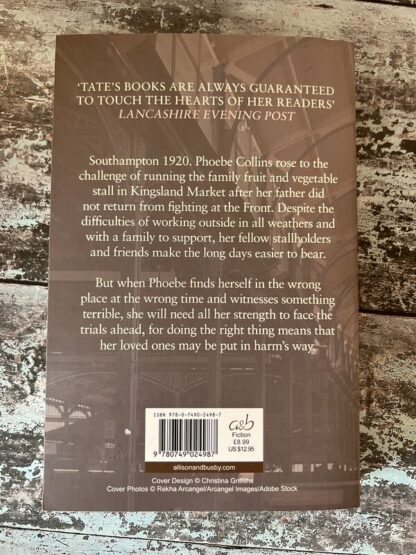 ‘TATE’S BOOKS ARE ALWAYS GUARANTEED
TO TOUCH THE HEARTS OF HER READERS’
LANCASHIRE EVENING POST
Southampton 1920. Phoebe Collins rose to the
challenge of running the family fruit and vegetable
stall in Kingsland Market after her father did
not return from fighting at the Front. Despite the
difficulties of working outside in all weathers and
with a family to support, her fellow stallholders
and friends make the long days easier to bear.
But when Phoebe finds herself in the wrong
place at the wrong time and witnesses something
terrible, she will need all her strength to face the
trials ahead, for doing the right thing means that
her loved ones may be put in harm’s way.
ISBN 978-0-7490-2498-7
9 780749 024987
a&b
Fiction
£8.99
US $12.95
allisonandbusby.com
Cover Design © Christina Griffiths
Cover Photos © Rekha Arcangel/Arcangel Images/Adobe Stock